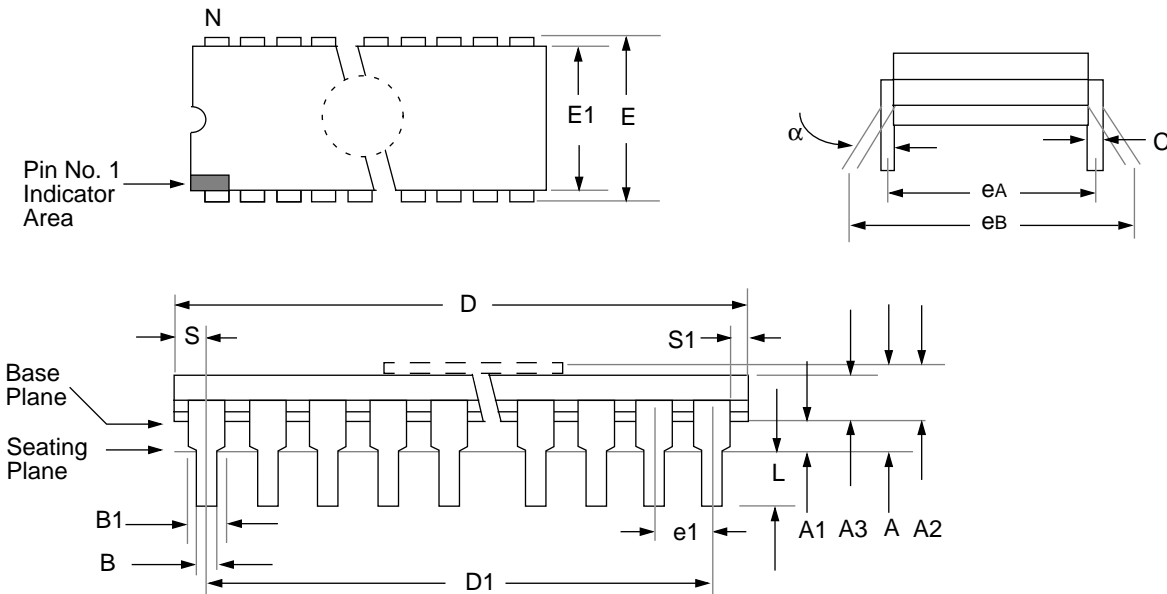 N
E1
E
Pin No. 1
Indicator
Area
α
C
eA
eB
D
S
S1
Base
Plane
Seating
Plane
L
B1
e1
A1
A3
A
A2
B
D1